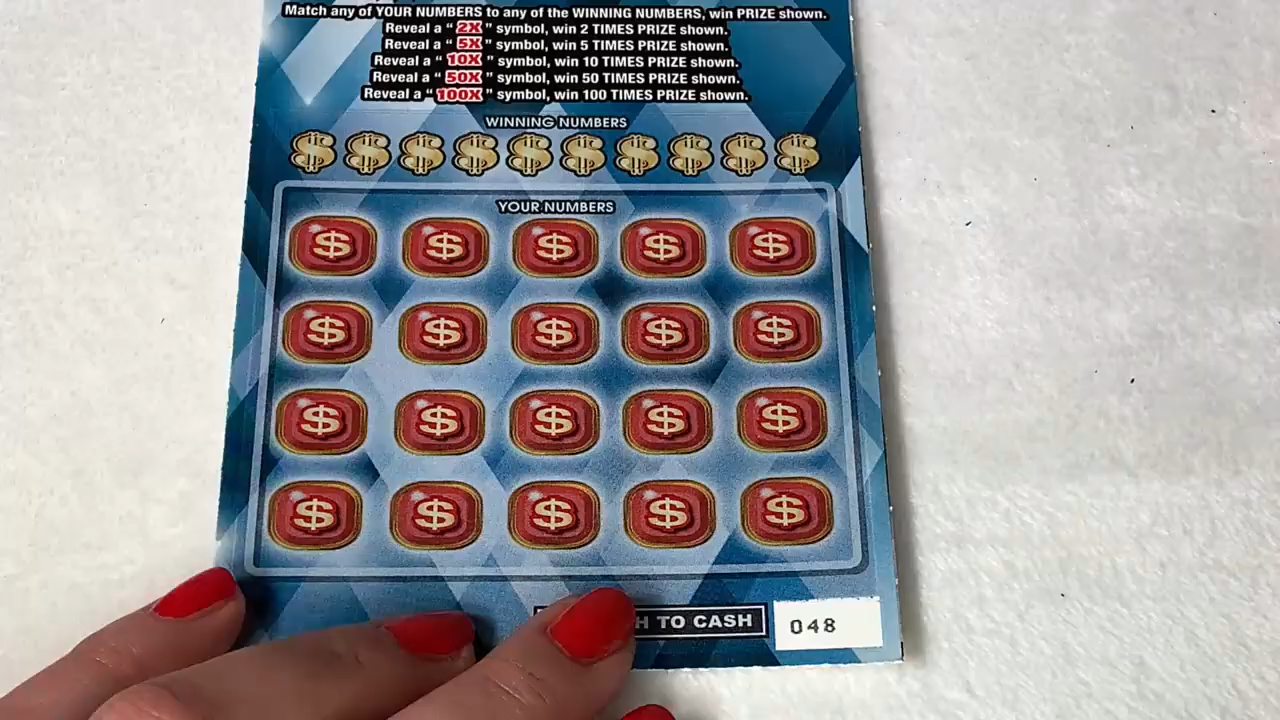 Match any of YOUR NUMBERS to any of the WINNING NUMBERS, win PRIZE shown.
Reveal a "2X" symbol, win 2 TIMES PRIZE shown.
Reveal a "5X" symbol, win 5 TIMES PRIZE shown.
Reveal a "10X" symbol, win 10 TIMES PRIZE shown.
Reveal a "50X" symbol, win 50 TIMES PRIZE shown.
Reveal a "100X" symbol, win 100 TIMES PRIZE shown.
WINNING NUMBERS
$ $ $ $ $ $ $ $ $ $
YOUR NUMBERS
$ $ $ $ $
$ $ $ $ $
$ $ $ $ $
$ $ $ $ $
TO CASH
048